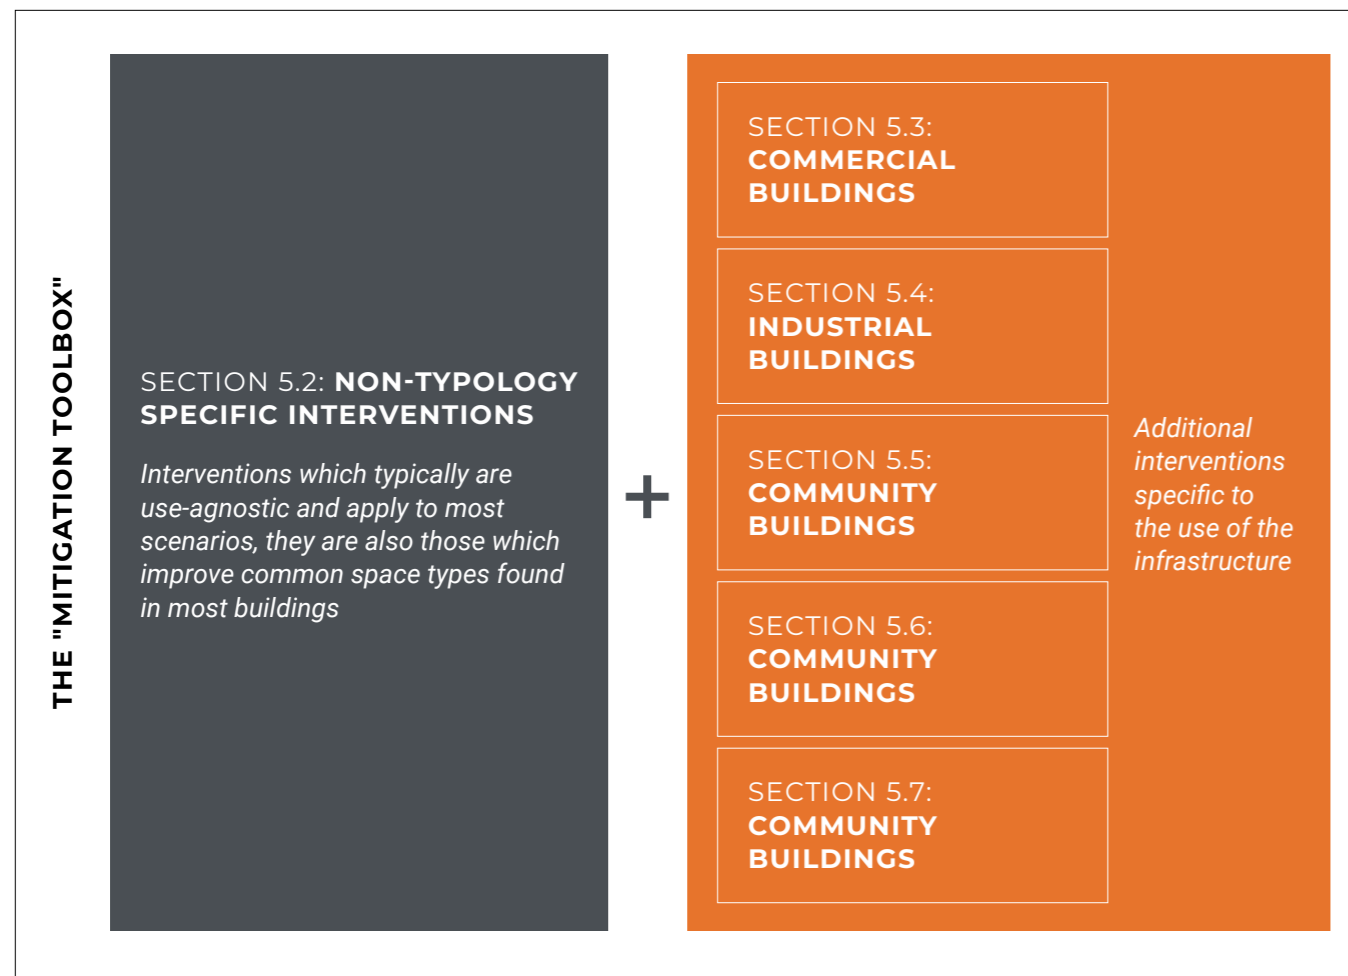 THE "MITIGATION TOOLBOX"
SECTION 5.2: NON-TYPOLOGY
SPECIFIC INTERVENTIONS
Interventions which typically are
use-agnostic and apply to most
scenarios, they are also those which
improve common space types found
in most buildings
+
SECTION 5.3:
COMMERCIAL
BUILDINGS
SECTION 5.4:
INDUSTRIAL
BUILDINGS
SECTION 5.5:
COMMUNITY
BUILDINGS
SECTION 5.6:
COMMUNITY
BUILDINGS
SECTION 5.7:
COMMUNITY
BUILDINGS
Additional
interventions
specific to
the use of the
infrastructure